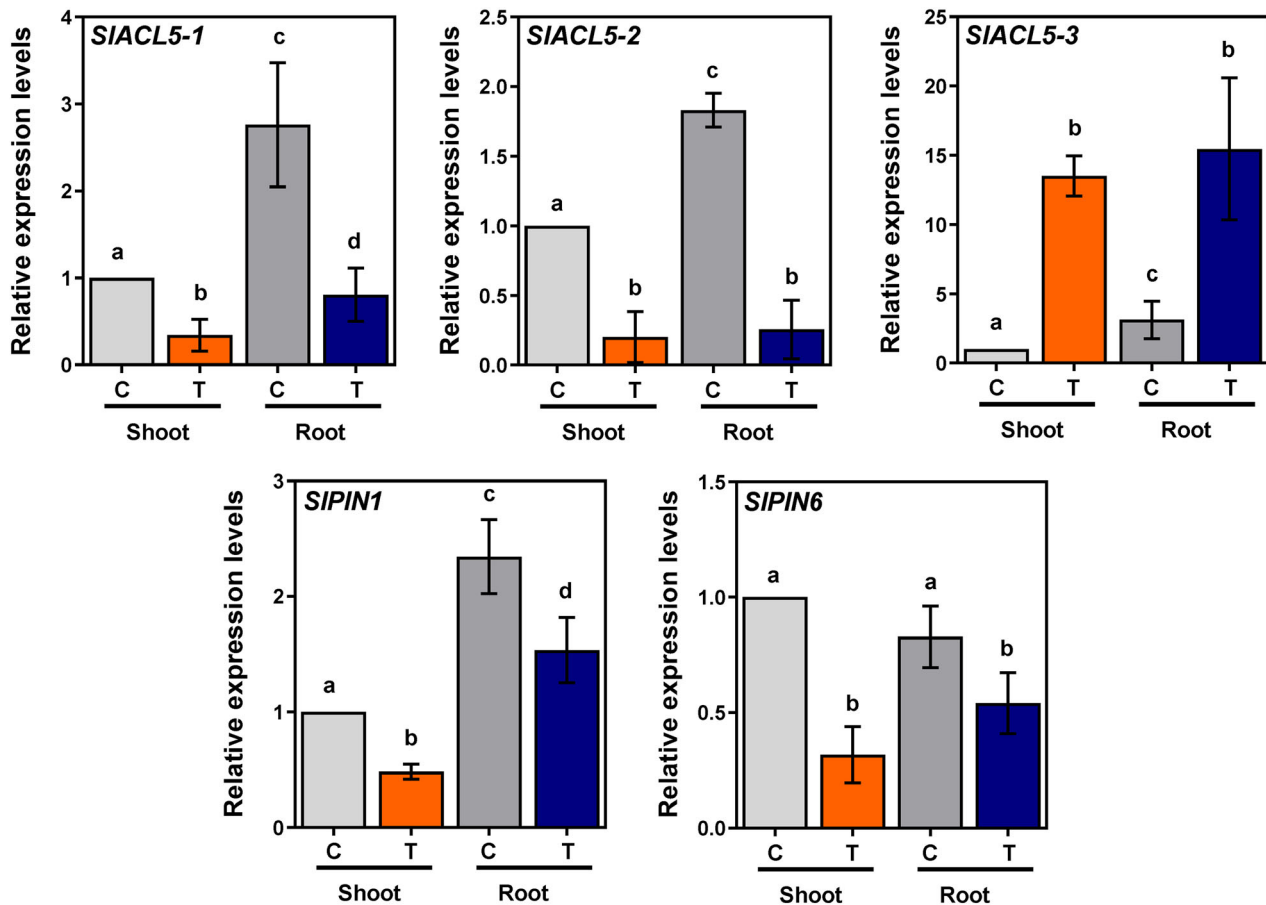 SlACL5-1
Relative expression levels
4
3
2
1
0
a
b
c
d
C T C T
Shoot Root
SlACL5-2
Relative expression levels
2.5
2.0
1.5
1.0
0.5
0.0
a
b
c
b
C T C T
Shoot Root
SlACL5-3
Relative expression levels
25
20
15
10
5
0
a
b
c
b
C T C T
Shoot Root
SlPIN1
Relative expression levels
3
2
1
0
a
b
c
d
C T C T
Shoot Root
SlPIN6
Relative expression levels
1.5
1.0
0.5
0.0
a
b
a
b
C T C T
Shoot Root